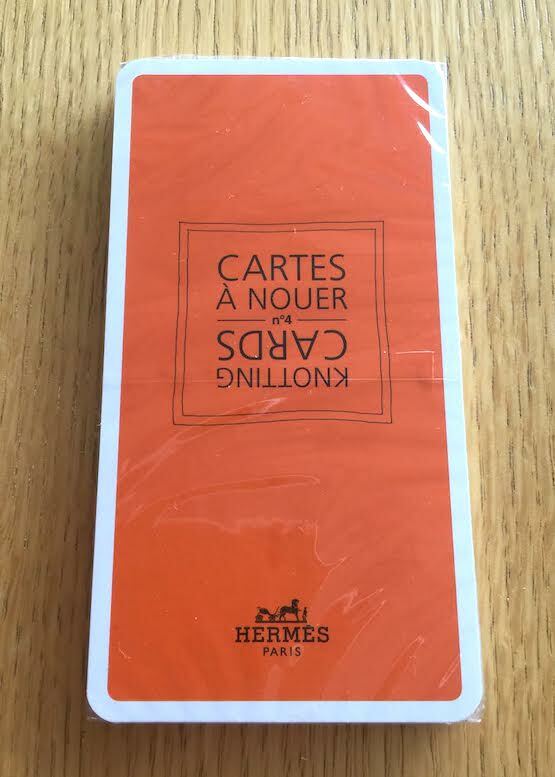 CARTES
À NOUER
n°4
KNOTTING
CARDS
HERMÈS
PARIS